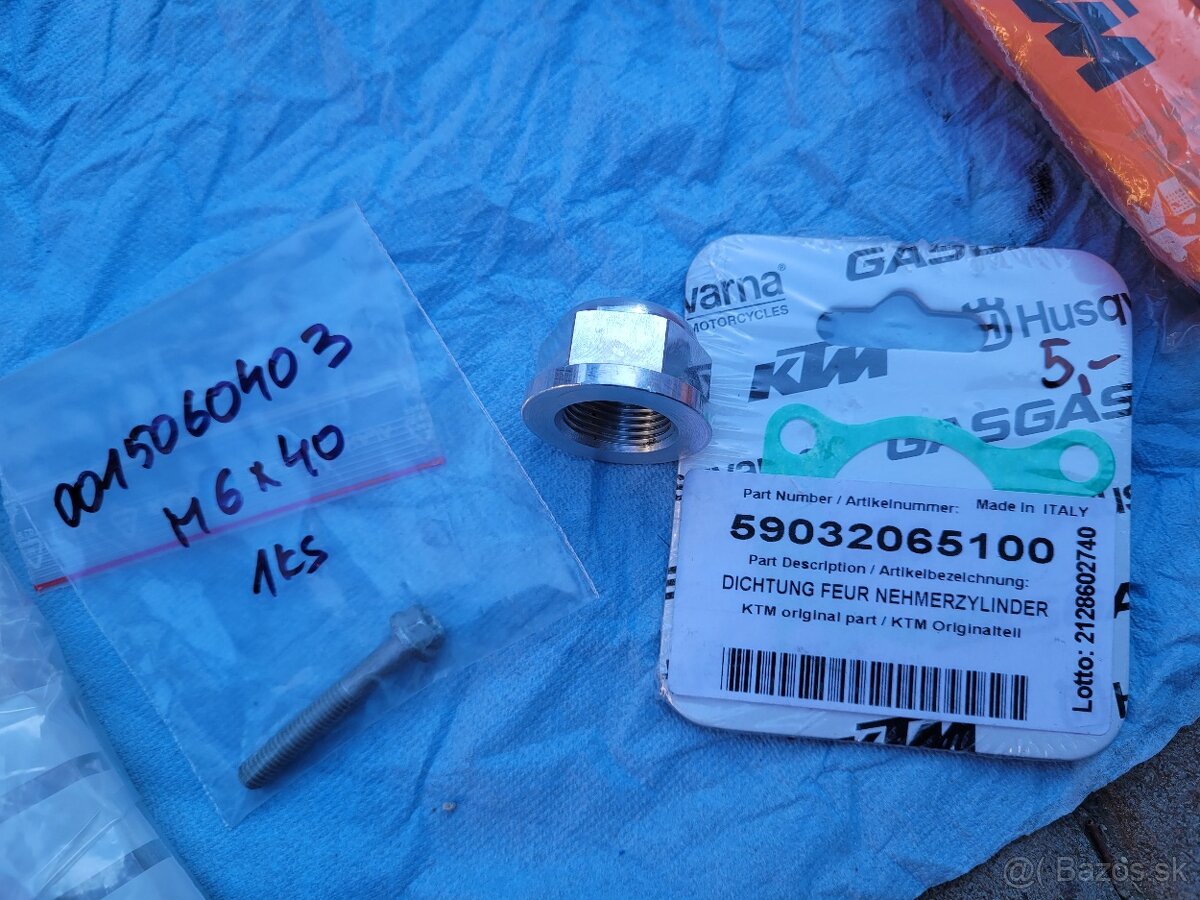 0015060403
M6x40
1ks
varna®
MOTORCYCLES
GASG
Husqv
KTM
5,-
GASGAS
Part Number / Artikelnummer: Made in ITALY
59032065100
Part Description / Artikelbezeichnung:
DICHTUNG FEUR NEHMERZYLINDER
KTM original part / KTM Originalteil
Lotto: 2128602740
KTM
@( Bazos.sk